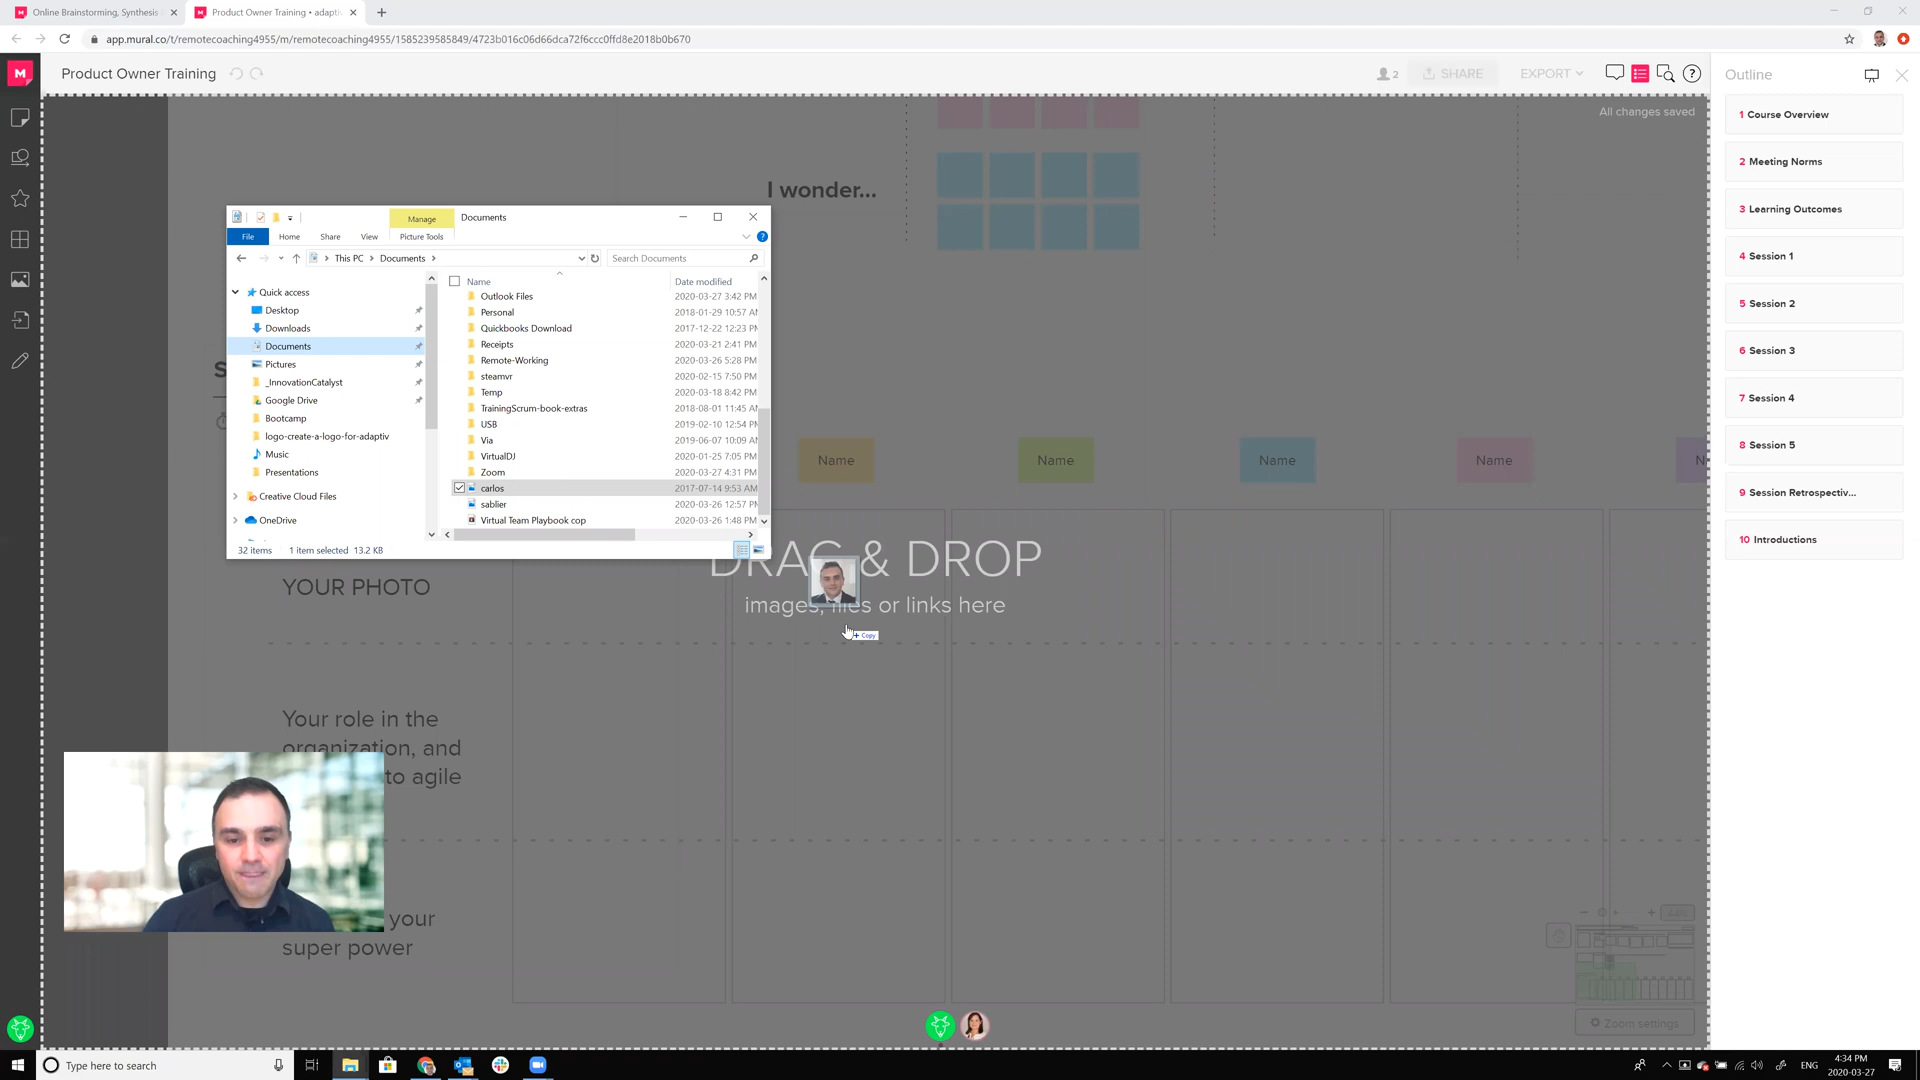 Online Brainstorming, Synthesis
Product Owner Training • adapti
app.mural.co/t/remotecoaching4955/m/remotecoaching4955/1585239585849/4723b016c06d66dca72f6ccc0ffd8e2018b0b670
Product Owner Training
2
SHARE
EXPORT
Outline
All changes saved
1 Course Overview
2 Meeting Norms
3 Learning Outcomes
4 Session 1
5 Session 2
6 Session 3
7 Session 4
8 Session 5
9 Session Retrospectiv...
10 Introductions
I wonder...
Manage
Documents
File
Home
Share
View
Picture Tools
This PC
Documents
Search Documents
Name
Date modified
Quick access
Desktop
Downloads
Documents
Pictures
_InnovationCatalyst
Google Drive
Bootcamp
logo-create-a-logo-for-adaptiv
Music
Presentations
Creative Cloud Files
OneDrive
Outlook Files 2020-03-27 3:42 PM
Personal 2018-01-29 10:57 AM
Quickbooks Download 2017-12-22 12:23 PM
Receipts 2020-03-21 2:41 PM
Remote-Working 2020-03-26 5:28 PM
steamvr 2020-02-15 7:50 PM
Temp 2020-03-18 8:42 PM
TrainingScrum-book-extras 2018-08-01 11:45 AM
USB 2019-02-10 12:54 PM
Via 2019-06-07 10:09 AM
VirtualDJ 2020-01-25 7:05 PM
Zoom 2020-03-27 4:31 PM
carlos 2017-07-14 9:53 AM
sablier 2020-03-26 12:57 PM
Virtual Team Playbook cop 2020-03-26 1:48 PM
32 items
1 item selected 13.2 KB
Name
Name
Name
Name
N
DRAG & DROP
images, files or links here
Copy
YOUR PHOTO
Your role in the
organization, and
to agile
your
super power
Zoom settings
Type here to search
ENG
4:34 PM
2020-03-27